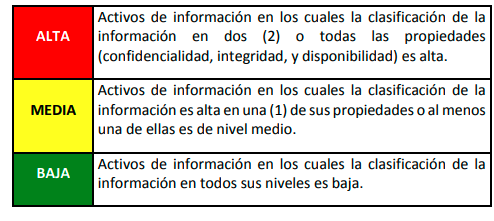 ALTA
Activos de información en los cuales la clasificación de la
información en dos (2) o todas las propiedades
(confidencialidad, integridad, y disponibilidad) es alta.
MEDIA
Activos de información en los cuales la clasificación de la
información es alta en una (1) de sus propiedades o al menos
una de ellas es de nivel medio.
BAJA
Activos de información en los cuales la clasificación de la
información en todos sus niveles es baja.